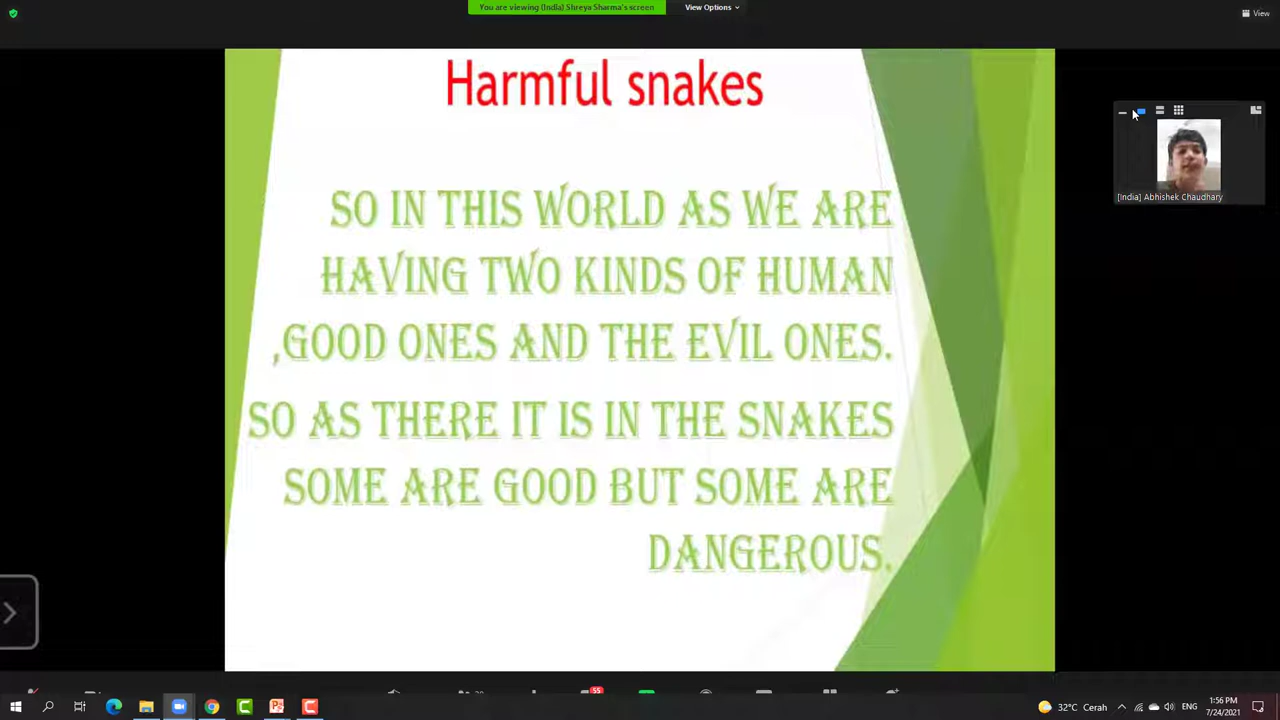 You are viewing (India) Shreya Sharma's screen
View Options
View
Harmful snakes
SO IN THIS WORLD AS WE ARE
HAVING TWO KINDS OF HUMAN
,GOOD ONES AND THE EVIL ONES.
SO AS THERE IT IS IN THE SNAKES
SOME ARE GOOD BUT SOME ARE
DANGEROUS.
[India] Abhishek Chaudhary
55
32°C Cerah
ENG
1:56 PM
7/24/2021